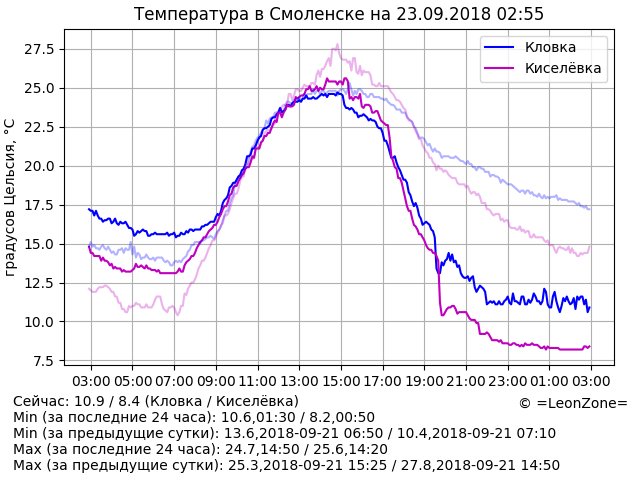 Температура в Смоленске на 23.09.2018 02:55
градусов Цельсия, °C
27.5
25.0
22.5
20.0
17.5
15.0
12.5
10.0
7.5
Кловка
Киселёвка
03:00 05:00 07:00 09:00 11:00 13:00 15:00 17:00 19:00 21:00 23:00 01:00 03:00
Сейчас: 10.9 / 8.4 (Кловка / Киселёвка)
© =LeonZone=
Min (за последние 24 часа): 10.6,01:30 / 8.2,00:50
Min (за предыдущие сутки): 13.6,2018-09-21 06:50 / 10.4,2018-09-21 07:10
Max (за последние 24 часа): 24.7,14:50 / 25.6,14:20
Max (за предыдущие сутки): 25.3,2018-09-21 15:25 / 27.8,2018-09-21 14:50